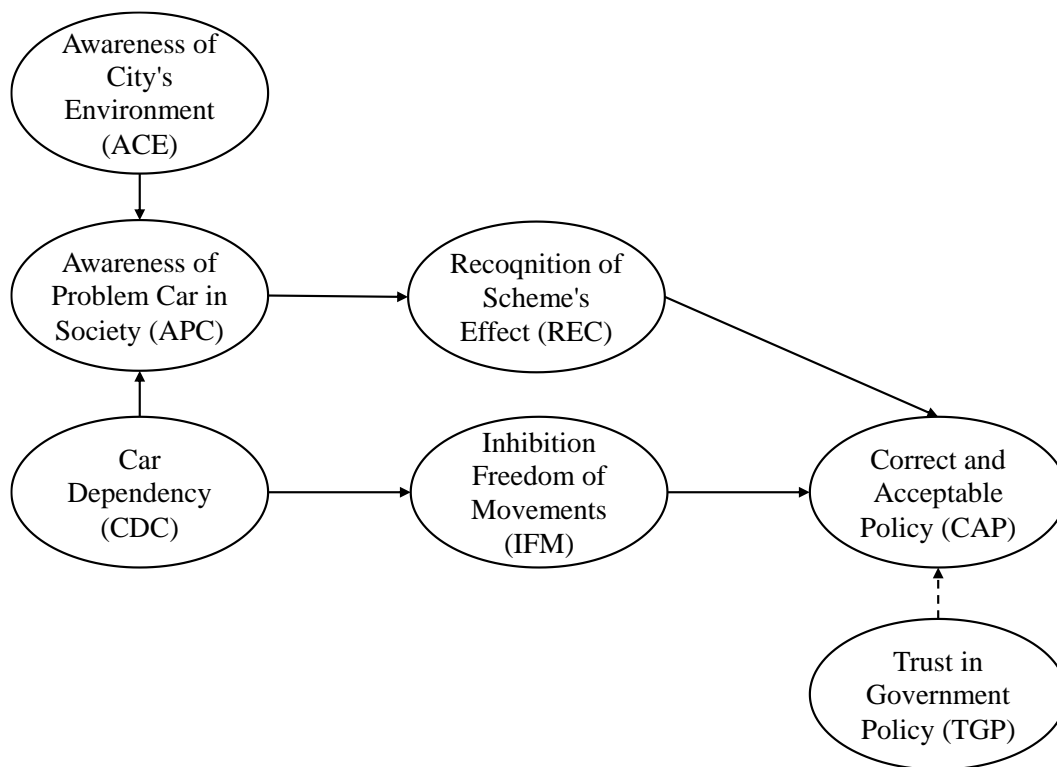 Awareness of
City's
Environment
(ACE)
Awareness of
Problem Car in
Society (APC)
Recoqnition of
Scheme's
Effect (REC)
Car
Dependency
(CDC)
Inhibition
Freedom of
Movements
(IFM)
Correct and
Acceptable
Policy (CAP)
Trust in
Government
Policy (TGP)